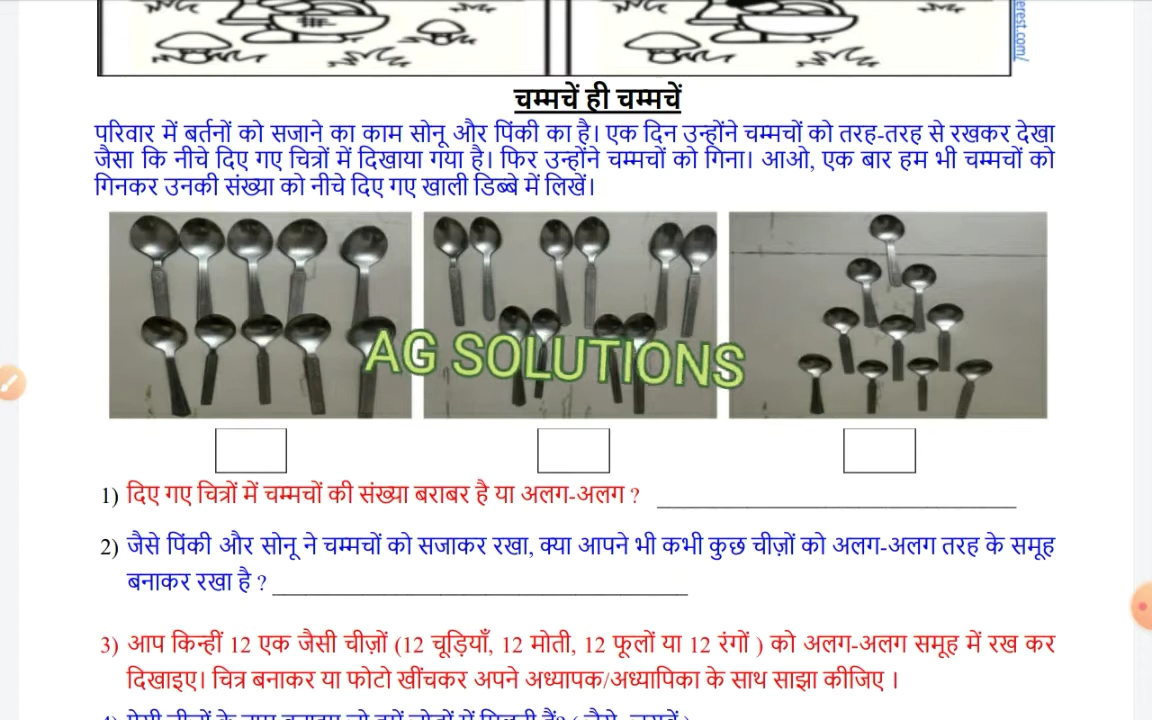 erest.com/
चम्मचें ही चम्मचें
परिवार में बर्तनों को सजाने का काम सोनू और पिंकी का है। एक दिन उन्होंने चम्मचों को तरह-तरह से रखकर देखा
जैसा कि नीचे दिए गए चित्रों में दिखाया गया है। फिर उन्होंने चम्मचों को गिना। आओ, एक बार हम भी चम्मचों को
गिनकर उनकी संख्या को नीचे दिए गए खाली डिब्बे में लिखें।
AG SOLUTIONS
1) दिए गए चित्रों में चम्मचों की संख्या बराबर है या अलग-अलग ?
2) जैसे पिंकी और सोनू ने चम्मचों को सजाकर रखा, क्या आपने भी कभी कुछ चीज़ों को अलग-अलग तरह के समूह
बनाकर रखा है ?
3) आप किन्हीं 12 एक जैसी चीज़ों (12 चूड़ियाँ, 12 मोती, 12 फूलों या 12 रंगों ) को अलग-अलग समूह में रख कर
दिखाइए। चित्र बनाकर या फोटो खींचकर अपने अध्यापक/अध्यापिका के साथ साझा कीजिए ।